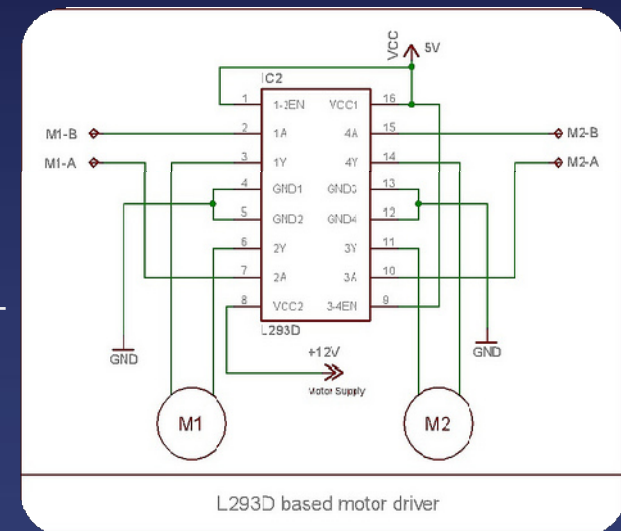 VCC
5V
IC2
1 1-2EN VCC1 16
M1-B 2 1A 4A 15 M2-B
M1-A 3 1Y 4Y 14 M2-A
4 GND1 GND3 13
5 GND2 GND4 12
6 2Y 3Y 11
7 2A 3A 10
8 VCC2 3-4EN 9
L293D
GND +12V GND
Motor Supply
M1 M2
L293D based motor driver